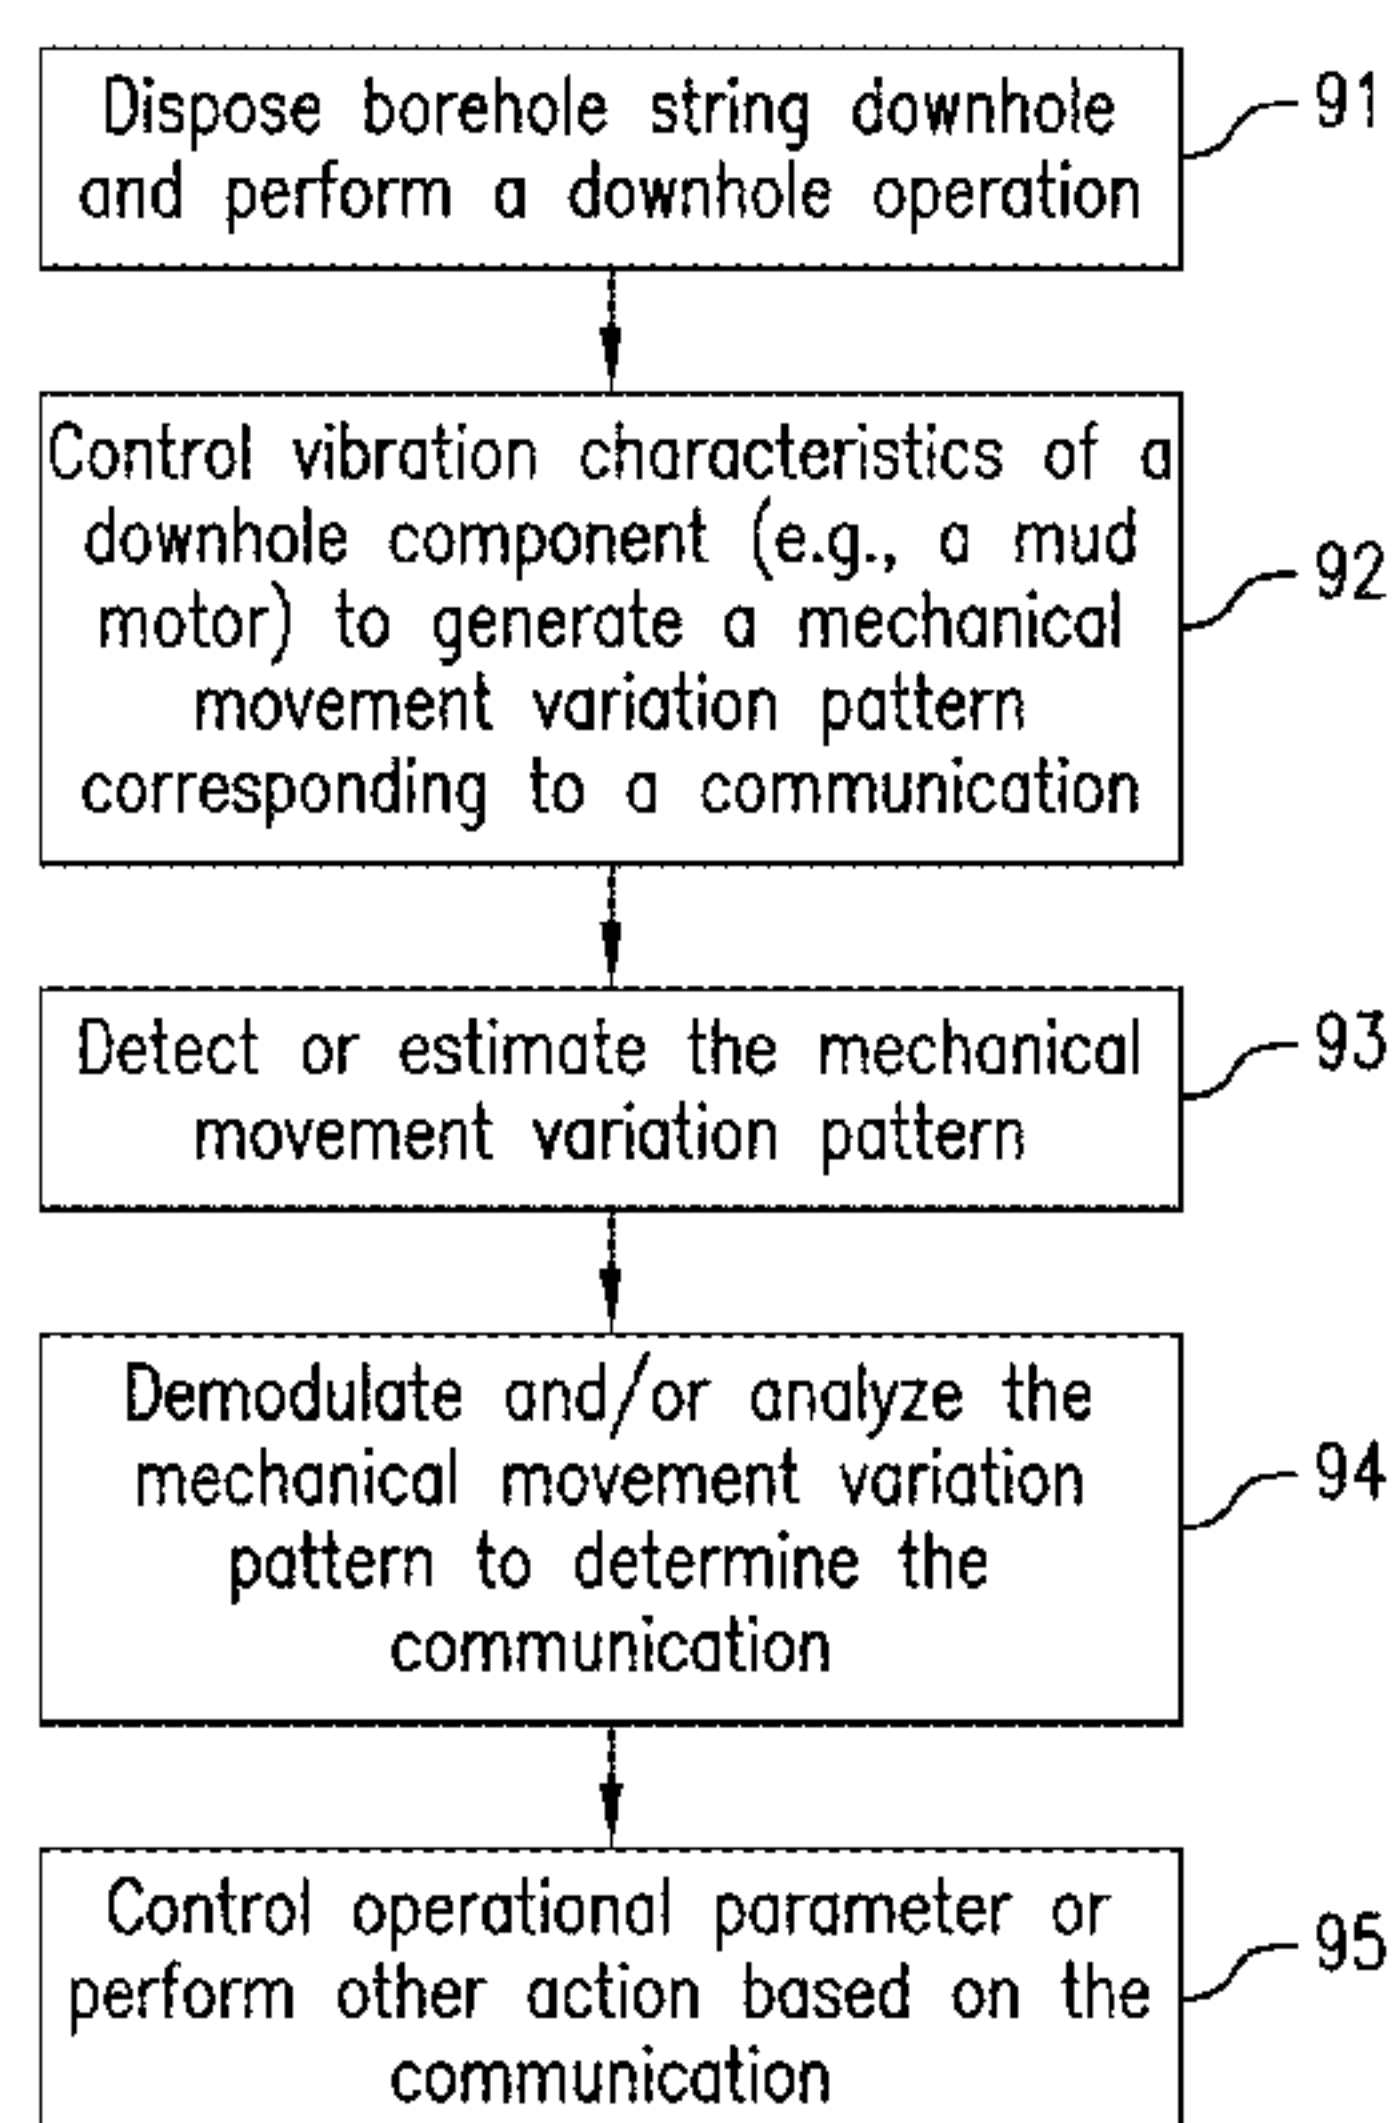 Dispose borehole string downhole
and perform a downhole operation
91
Control vibration characteristics of a
downhole component (e.g., a mud
motor) to generate a mechanical
movement variation pattern
corresponding to a communication
92
Detect or estimate the mechanical
movement variation pattern
93
Demodulate and/or analyze the
mechanical movement variation
pattern to determine the
communication
94
Control operational parameter or
perform other action based on the
communication
95